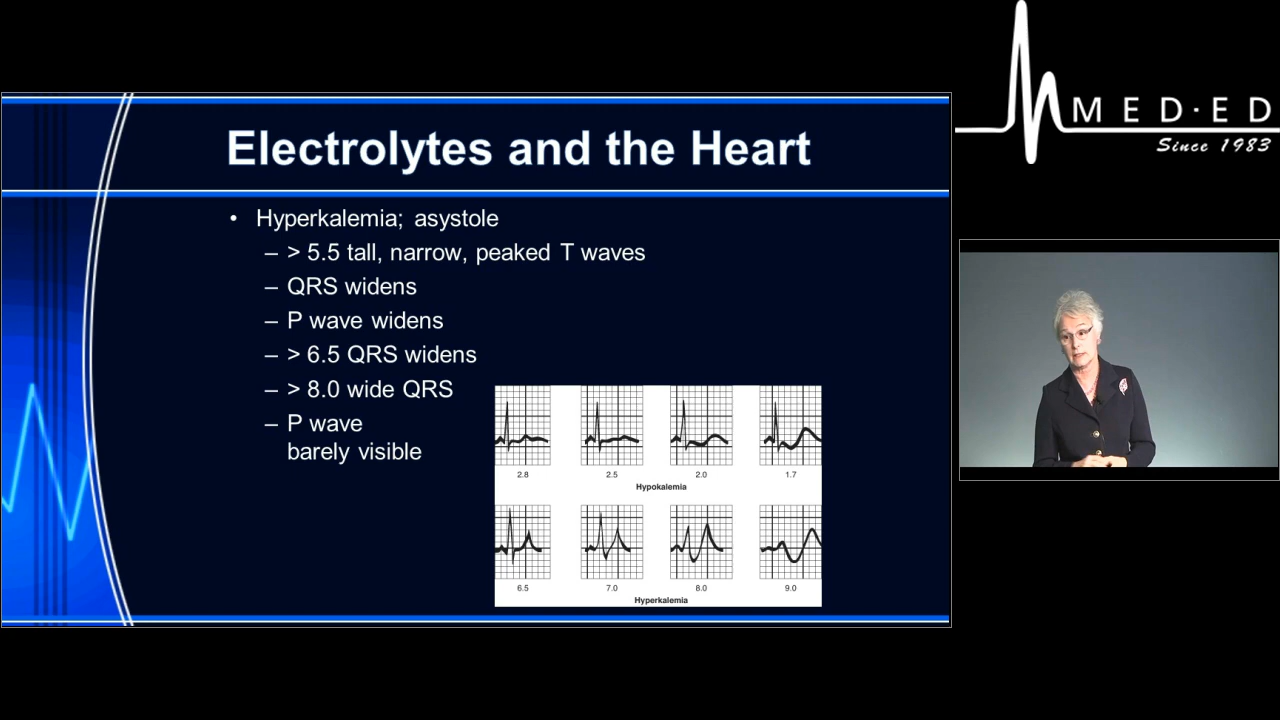 MED·ED
Since 1983
Electrolytes and the Heart
• Hyperkalemia; asystole
– > 5.5 tall, narrow, peaked T waves
– QRS widens
– P wave widens
– > 6.5 QRS widens
– > 8.0 wide QRS
– P wave
barely visible
2.8 2.5 2.0 1.7
Hypokalemia
6.5 7.0 8.0 9.0
Hyperkalemia